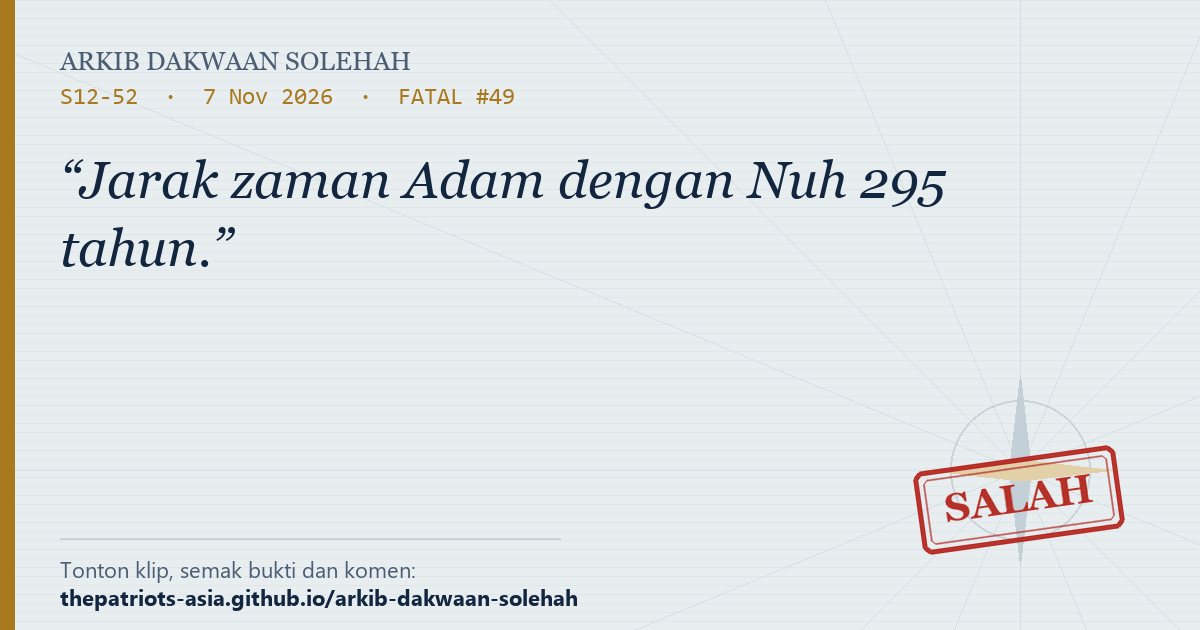 ARKIB DAKWAAN SOLEHAH
S12-52 · 7 Nov 2026 · FATAL #49
“Jarak zaman Adam dengan Nuh 295
tahun.”
SALAH
Tonton klip, semak bukti dan komen:
thepatriots-asia.github.io/arkib-dakwaan-solehah